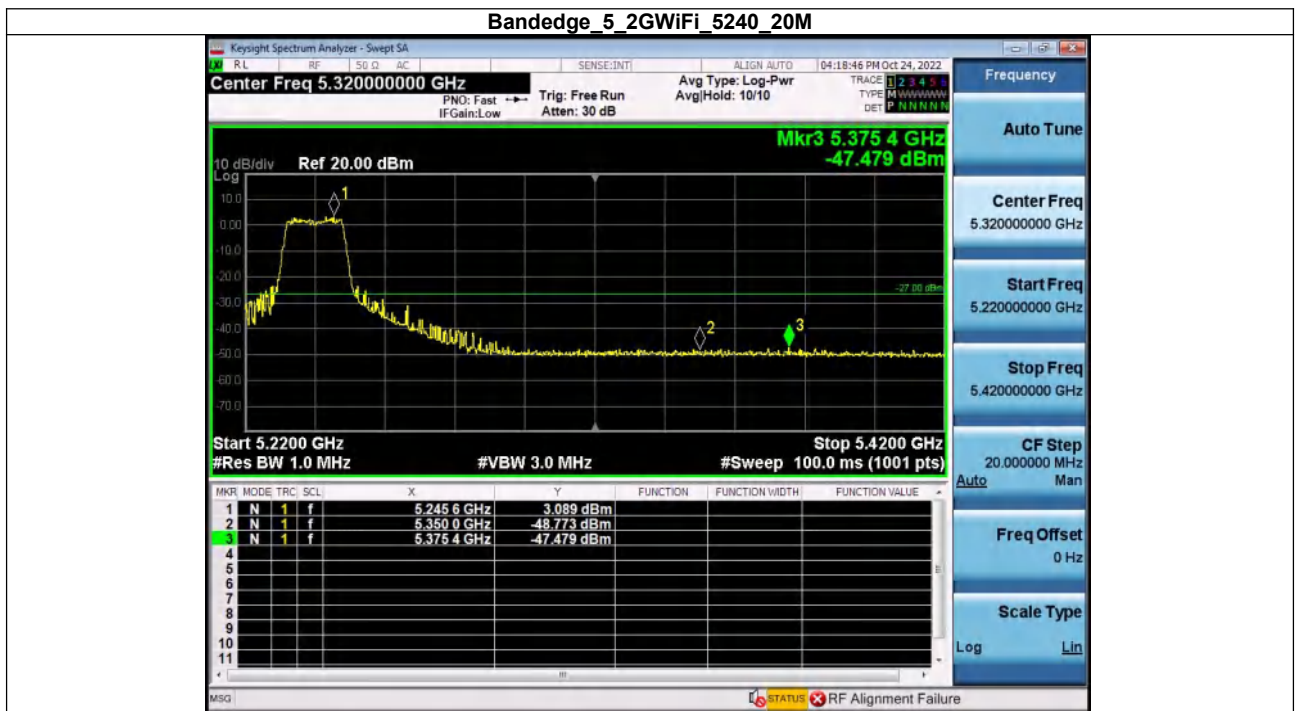 Bandedge_5_2GWiFi_5240_20M
Keysight Spectrum Analyzer - Swept SA
RL RF 50 Ω AC SENSE:INT ALIGN AUTO 04:18:46 PM Oct 24, 2022
Center Freq 5.320000000 GHz
PNO: Fast
IFGain:Low
Trig: Free Run
Atten: 30 dB
Avg Type: Log-Pwr
Avg|Hold: 10/10
TRACE 1 2 3 4 5 6
TYPE M WWWWW
DET P N N N N N
Mkr3 5.375 4 GHz
-47.479 dBm
10 dB/div Ref 20.00 dBm
Log
10.0
0.00
-10.0
-20.0
-30.0
-40.0
-50.0
-60.0
-70.0
1
2
3
-27.00 dBm
Start 5.2200 GHz Stop 5.4200 GHz
#Res BW 1.0 MHz #VBW 3.0 MHz #Sweep 100.0 ms (1001 pts)
MKR MODE TRC SCL X Y FUNCTION FUNCTION WIDTH FUNCTION VALUE
1 N 1 f 5.245 6 GHz 3.089 dBm
2 N 1 f 5.350 0 GHz -48.773 dBm
3 N 1 f 5.375 4 GHz -47.479 dBm
4
5
6
7
8
9
10
11
MSG STATUS RF Alignment Failure
Frequency
Auto Tune
Center Freq
5.320000000 GHz
Start Freq
5.220000000 GHz
Stop Freq
5.420000000 GHz
CF Step
20.000000 MHz
Auto Man
Freq Offset
0 Hz
Scale Type
Log Lin